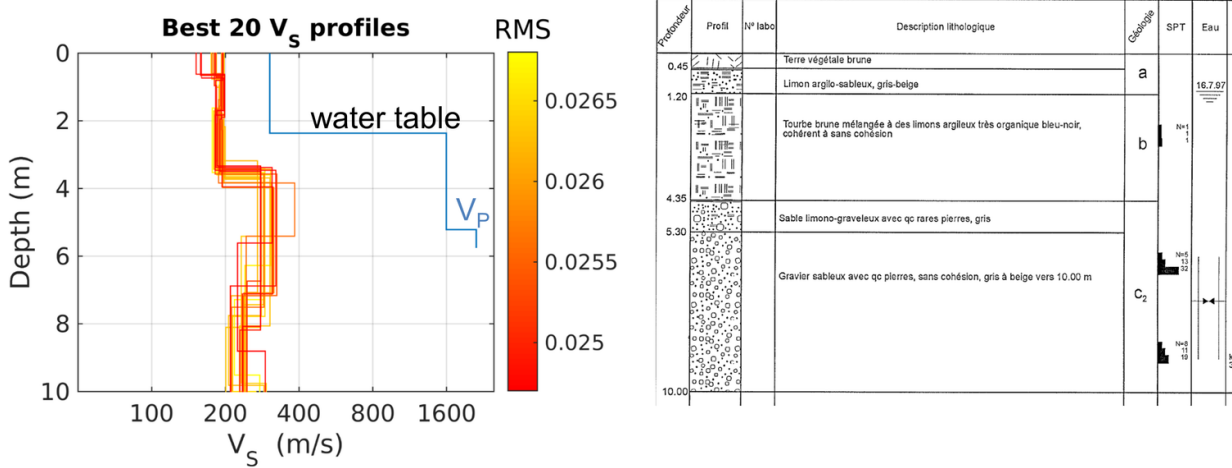 Best 20 VS profiles
RMS
0
2
4
6
8
10
Depth (m)
water table
VP
100
200
400
800
1600
VS (m/s)
0.0265
0.026
0.0255
0.025
Profondeur
Profil
Nº labo
Description lithologique
Géologie
SPT
Eau
Terre végétale brune
0.45
Limon argilo-sableux, gris-beige
a
16.7.97
1.20
Tourbe brune mélangée à des limons argileux très organique bleu-noir,
cohérent à sans cohésion
b
N=1
1
4.35
Sable limono-graveleux avec qc rares pierres, gris
5.30
N=5
13
32
Gravier sableux avec qc pierres, sans cohésion, gris à beige vers 10.00 m
c2
N=8
11
19
10.00